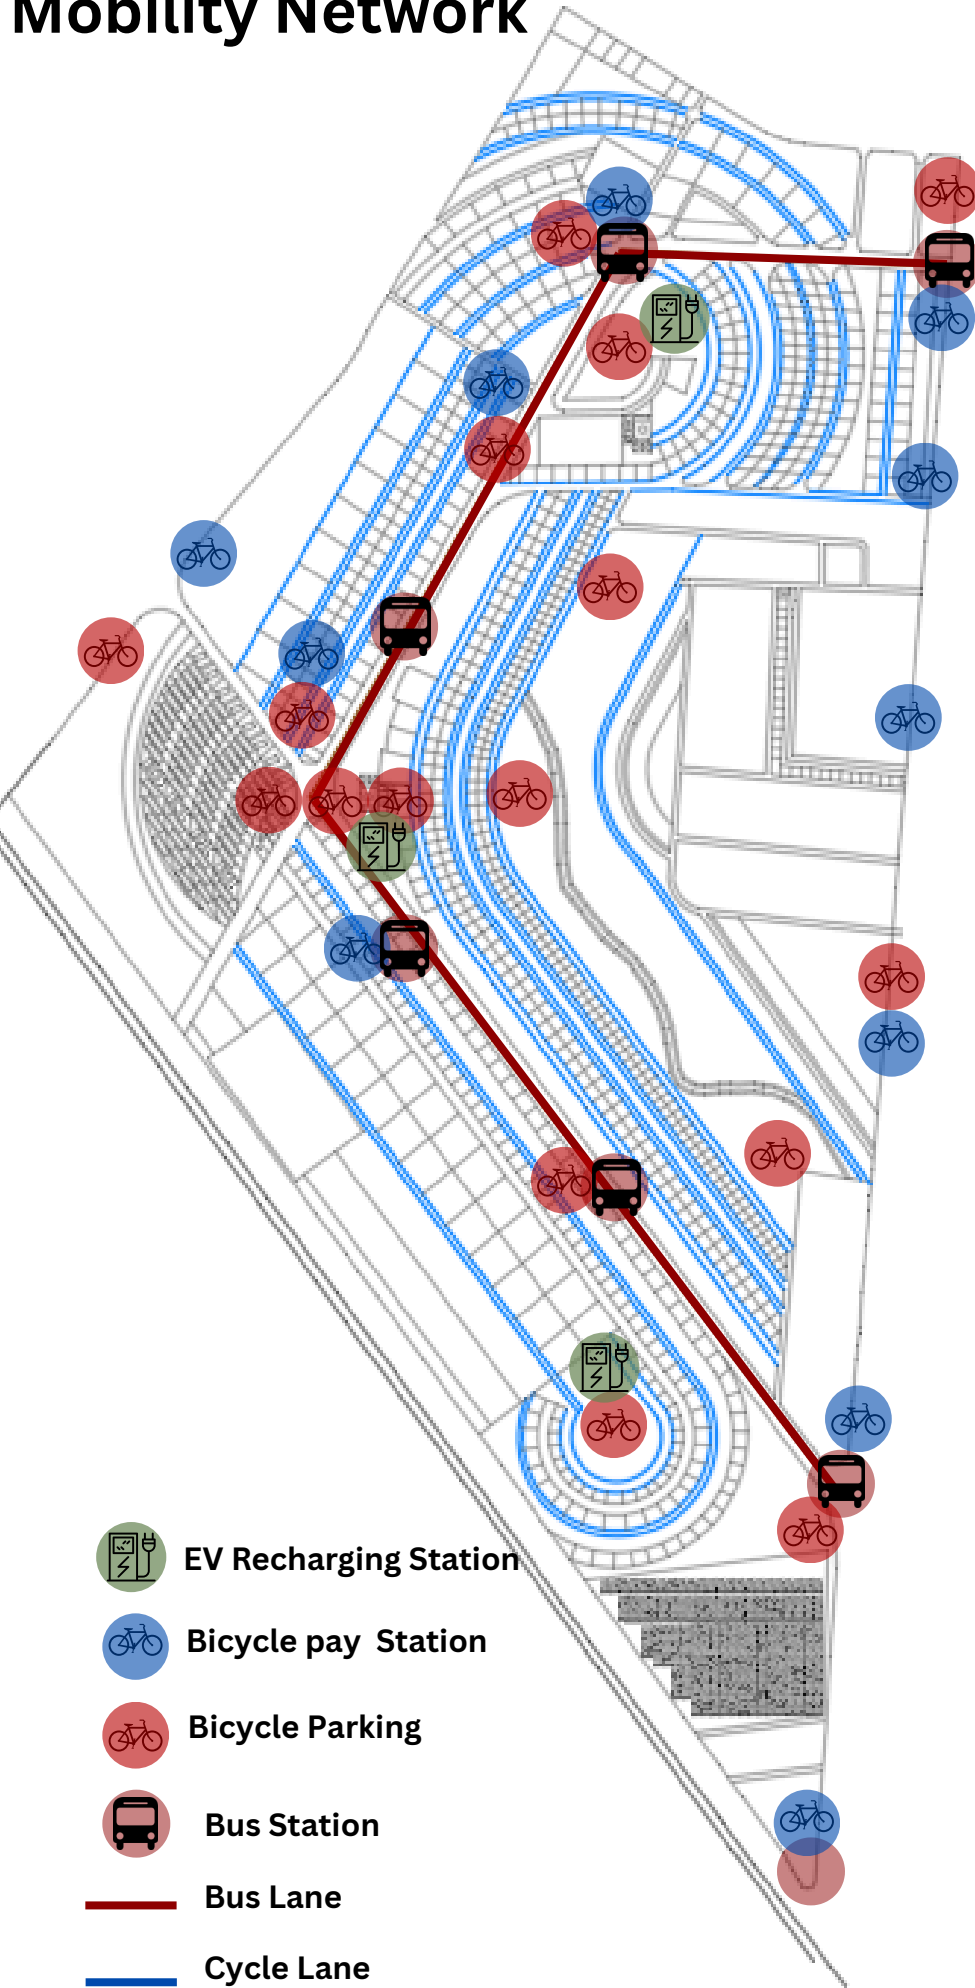 Mobility Network
EV Recharging Station
Bicycle pay Station
Bicycle Parking
Bus Station
Bus Lane
Cycle Lane